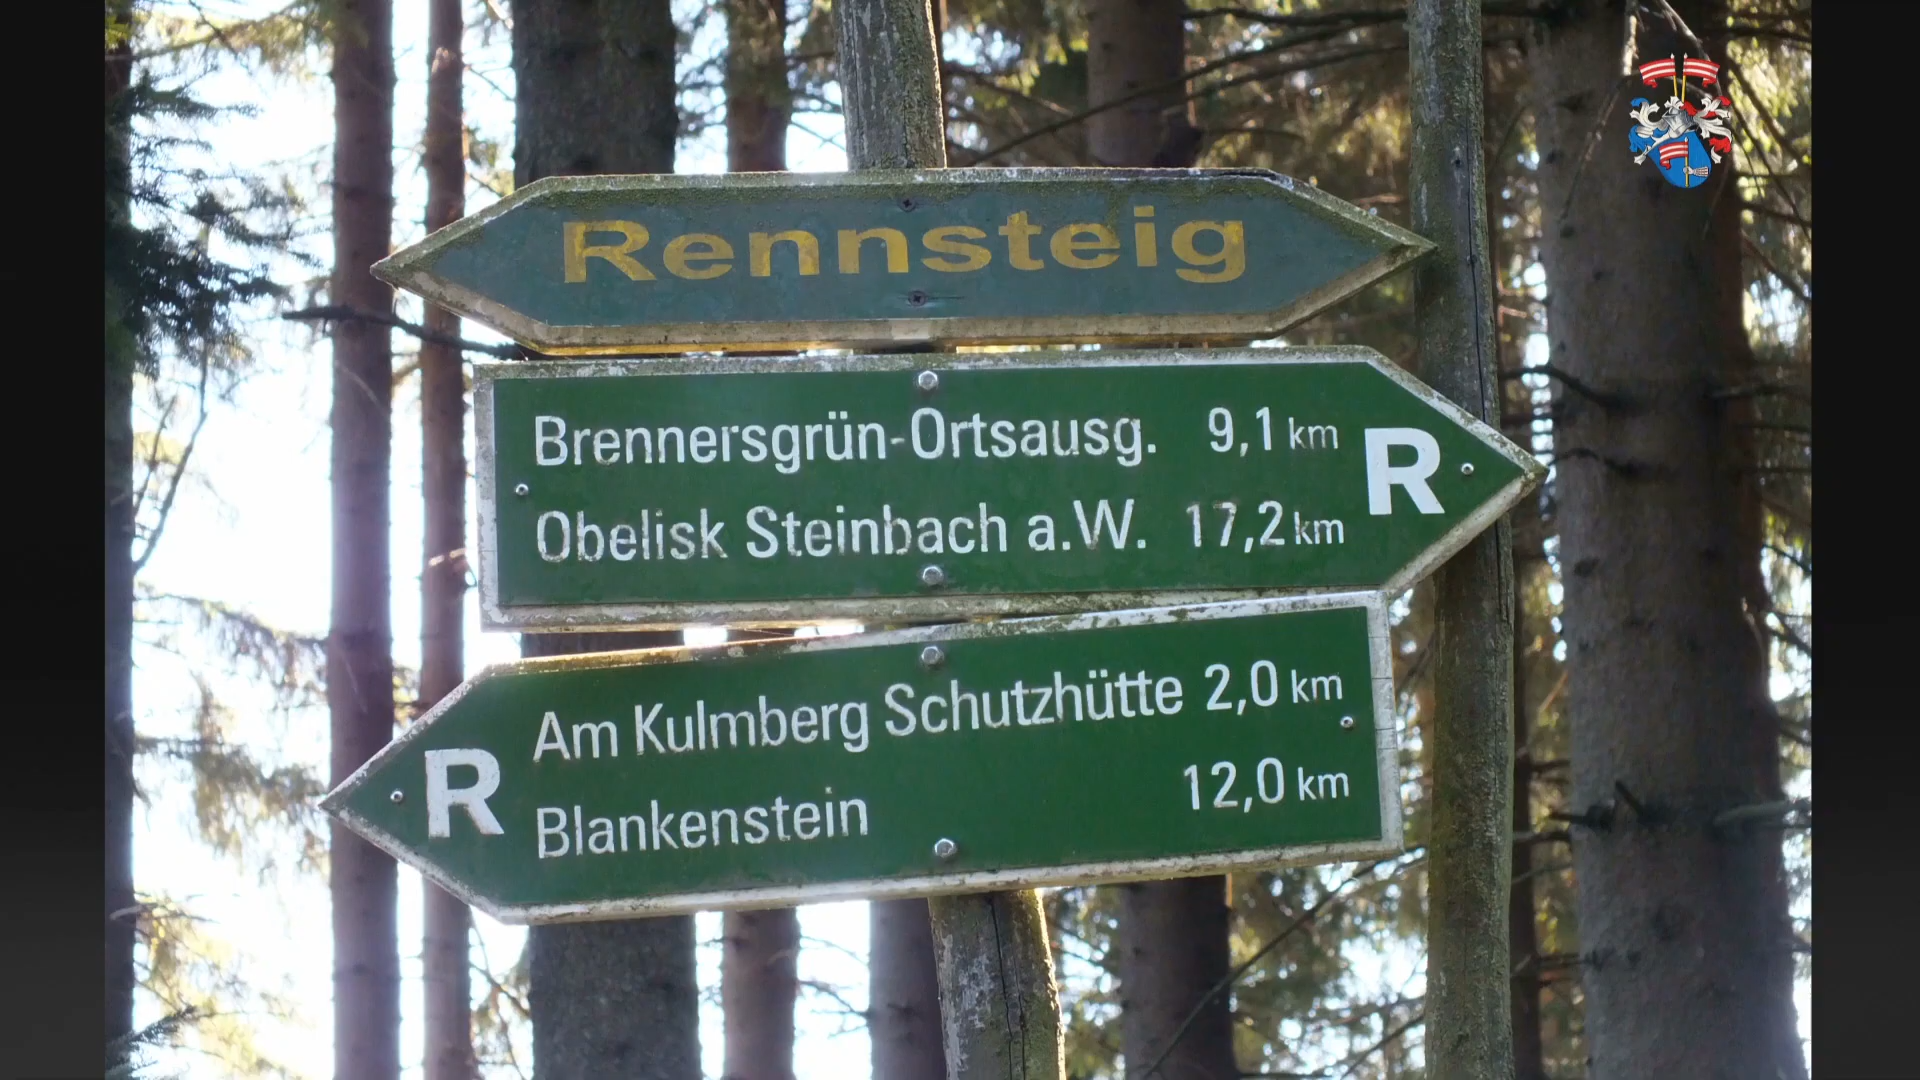 Rennsteig
Brennersgrün-Ortsausg. 9,1 km
R
Obelisk Steinbach a.W. 17,2 km
Am Kulmberg Schutzhütte 2,0 km
R
Blankenstein 12,0 km